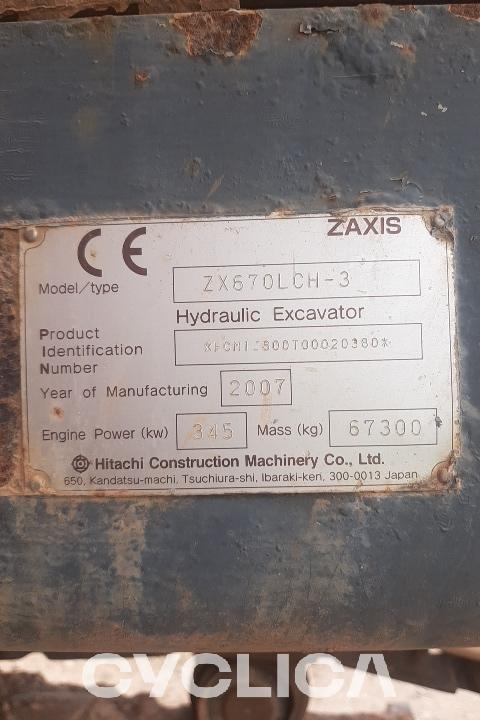 CE
ZAXIS
Model/type
ZX670LCH-3
Hydraulic Excavator
Product
Identification
Number
Year of Manufacturing 2007
Engine Power (kw) 345 Mass (kg) 67300
Hitachi Construction Machinery Co., Ltd.
650, Kandatsu-machi, Tsuchiura-shi, Ibaraki-ken, 300-0013 Japan
CYCLICA